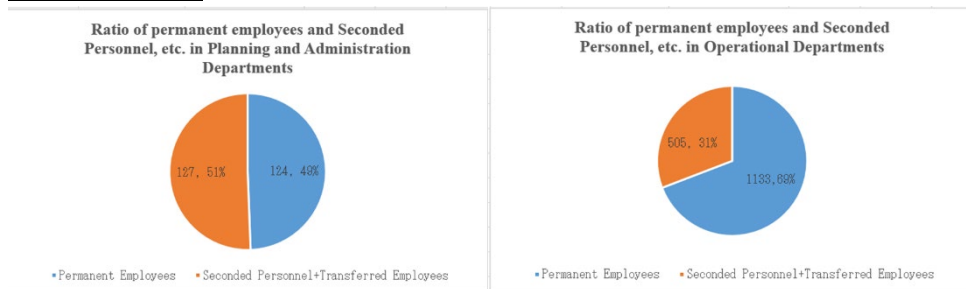 Ratio of permanent employees and Seconded
Personnel, etc. in Planning and Administration
Departments
127, 51%
124, 49%
Permanent Employees
Seconded Personnel+Transferred Employees
Ratio of permanent employees and Seconded
Personnel, etc. in Operational Departments
505, 31%
1133,69%
Permanent Employees
Seconded Personnel+Transferred Employees